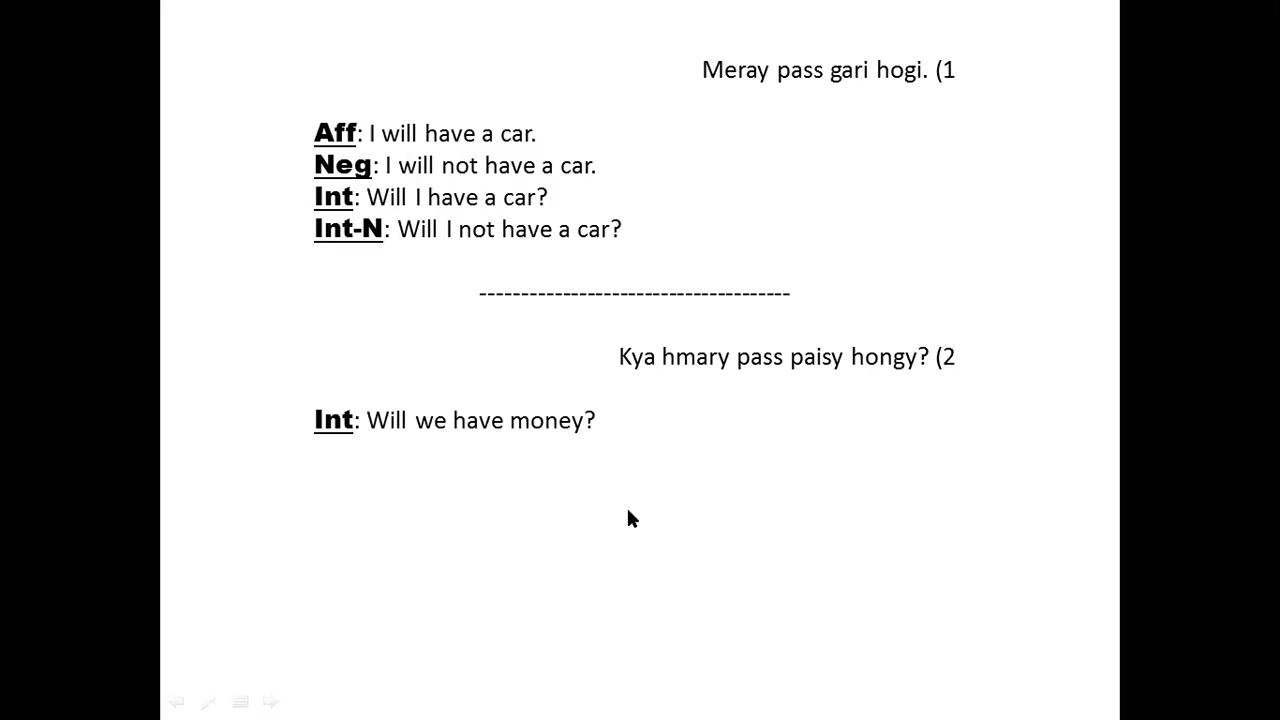 Meray pass gari hogi. (1
Aff: I will have a car.
Neg: I will not have a car.
Int: Will I have a car?
Int-N: Will I not have a car?
-------------------------------------
Kya hmary pass paisy hongy? (2
Int: Will we have money?